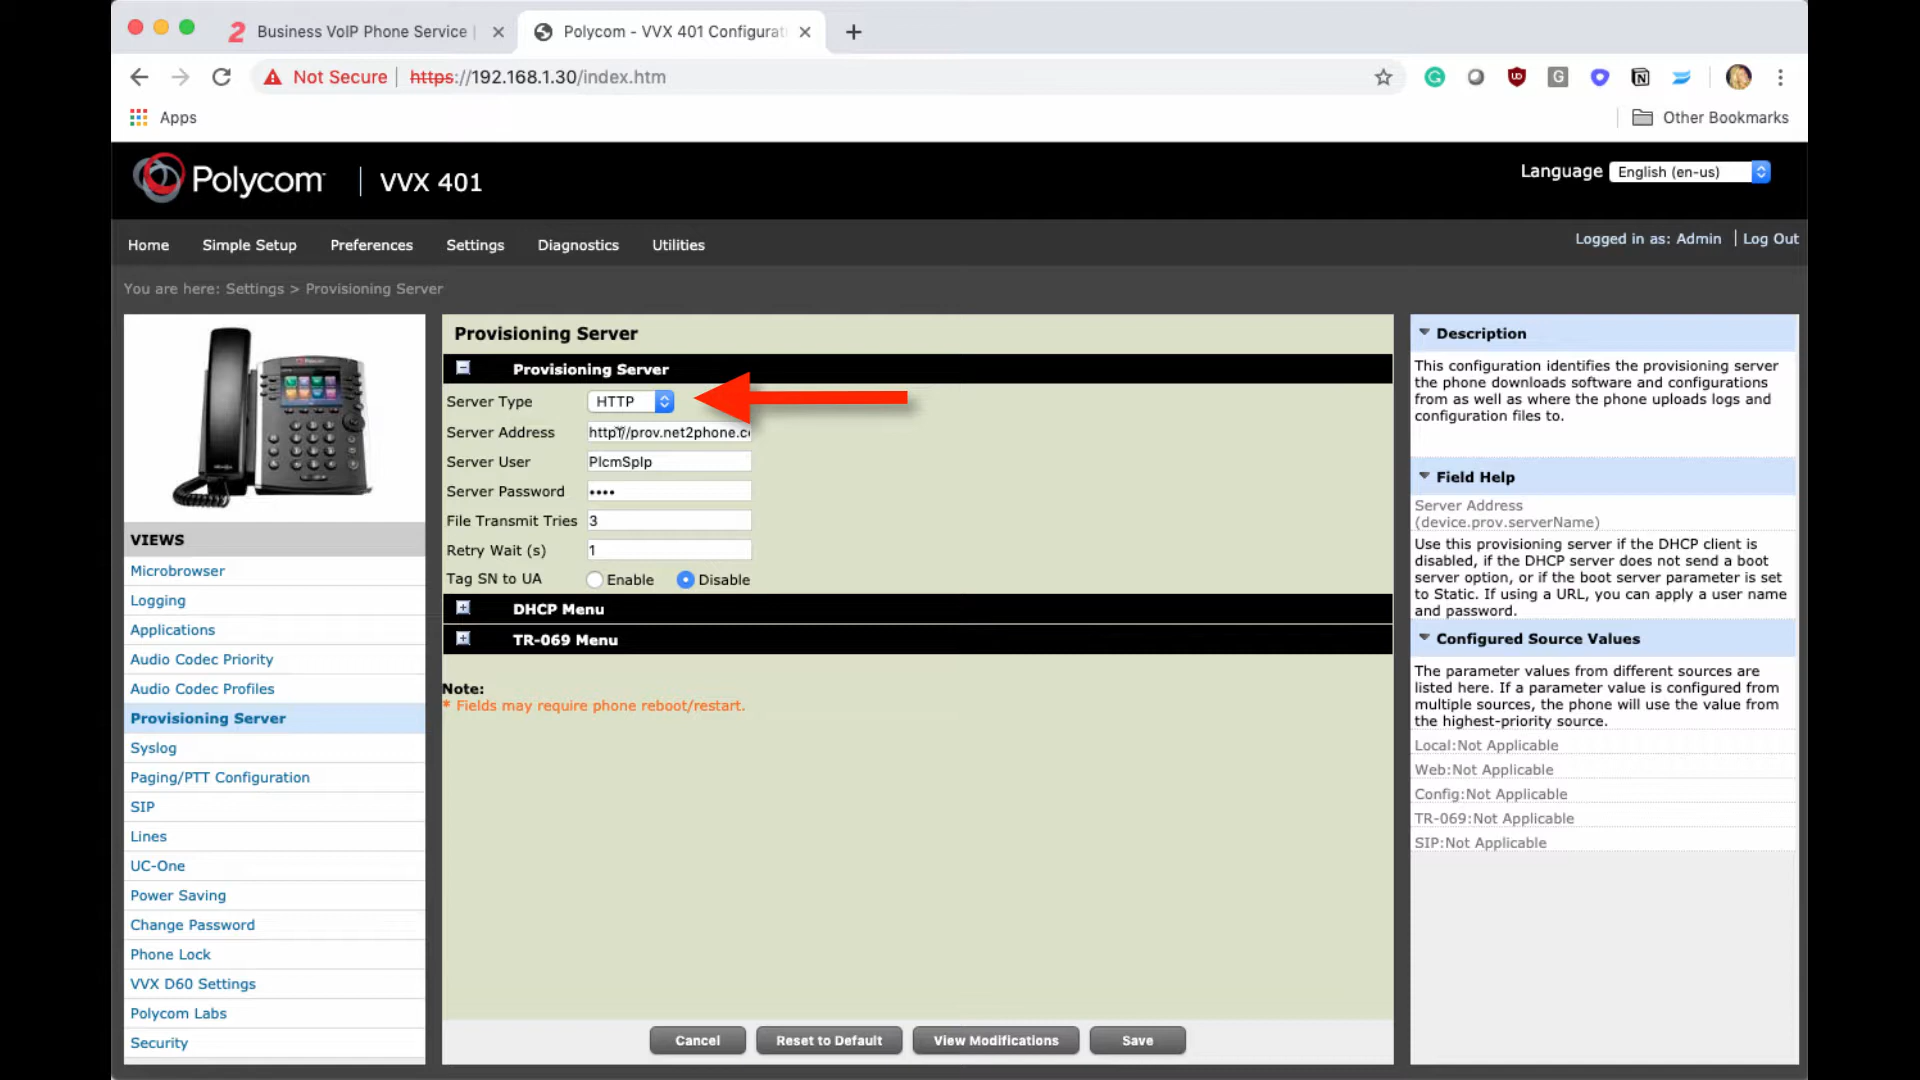 2 Business VoIP Phone Service |
Polycom - VVX 401 Configurat
Not Secure | https://192.168.1.30/index.htm
Apps
Other Bookmarks
Polycom | VVX 401
Language English (en-us)
Home Simple Setup Preferences Settings Diagnostics Utilities
Logged in as: Admin | Log Out
You are here: Settings > Provisioning Server
VIEWS
Microbrowser
Logging
Applications
Audio Codec Priority
Audio Codec Profiles
Provisioning Server
Syslog
Paging/PTT Configuration
SIP
Lines
UC-One
Power Saving
Change Password
Phone Lock
VVX D60 Settings
Polycom Labs
Security
Provisioning Server
Provisioning Server
Server Type HTTP
Server Address http://prov.net2phone.c
Server User PlcmSpIp
Server Password ••••
File Transmit Tries 3
Retry Wait (s) 1
Tag SN to UA Enable Disable
DHCP Menu
TR-069 Menu
Note:
* Fields may require phone reboot/restart.
Cancel Reset to Default View Modifications Save
Description
This configuration identifies the provisioning server
the phone downloads software and configurations
from as well as where the phone uploads logs and
configuration files to.
Field Help
Server Address
(device.prov.serverName)
Use this provisioning server if the DHCP client is
disabled, if the DHCP server does not send a boot
server option, or if the boot server parameter is set
to Static. If using a URL, you can apply a user name
and password.
Configured Source Values
The parameter values from different sources are
listed here. If a parameter value is configured from
multiple sources, the phone will use the value from
the highest-priority source.
Local:Not Applicable
Web:Not Applicable
Config:Not Applicable
TR-069:Not Applicable
SIP:Not Applicable